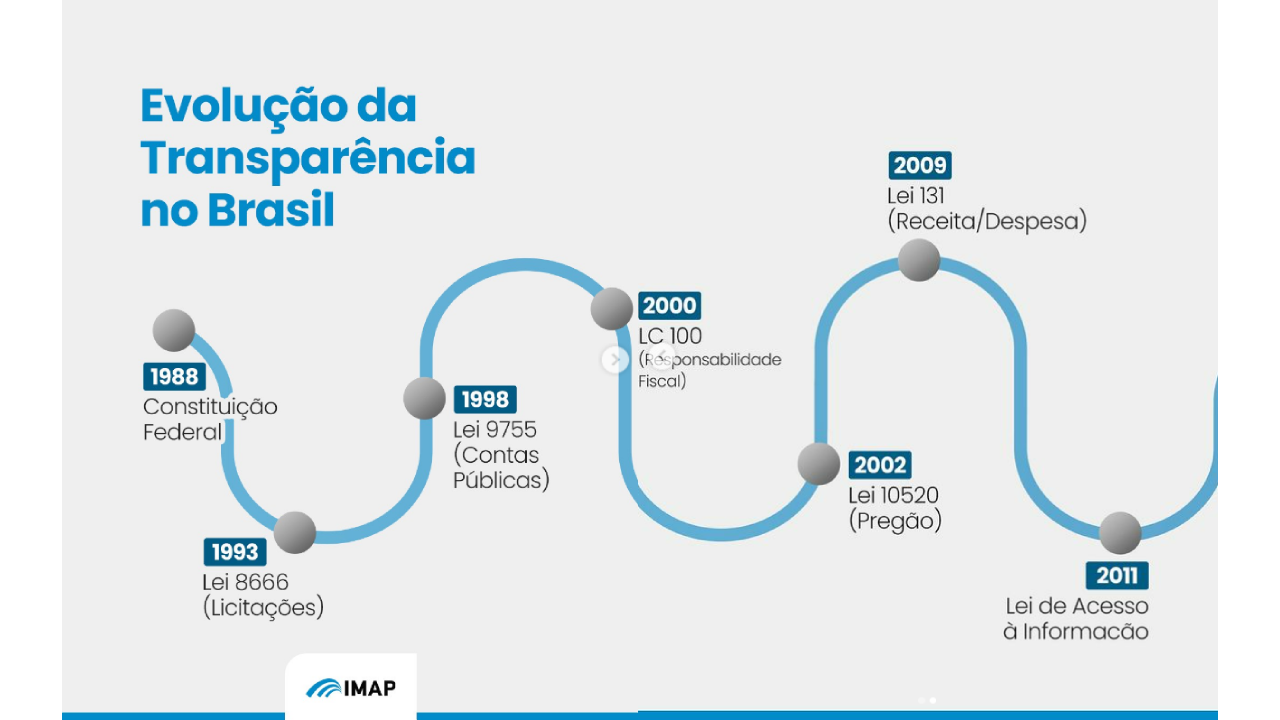 Evolução da
Transparência
no Brasil
1988
Constituição
Federal
1993
Lei 8666
(Licitações)
1998
Lei 9755
(Contas
Públicas)
2000
LC 100
(Responsabilidade
Fiscal)
2002
Lei 10520
(Pregão)
2009
Lei 131
(Receita/Despesa)
2011
Lei de Acesso
à Informacão
IMAP